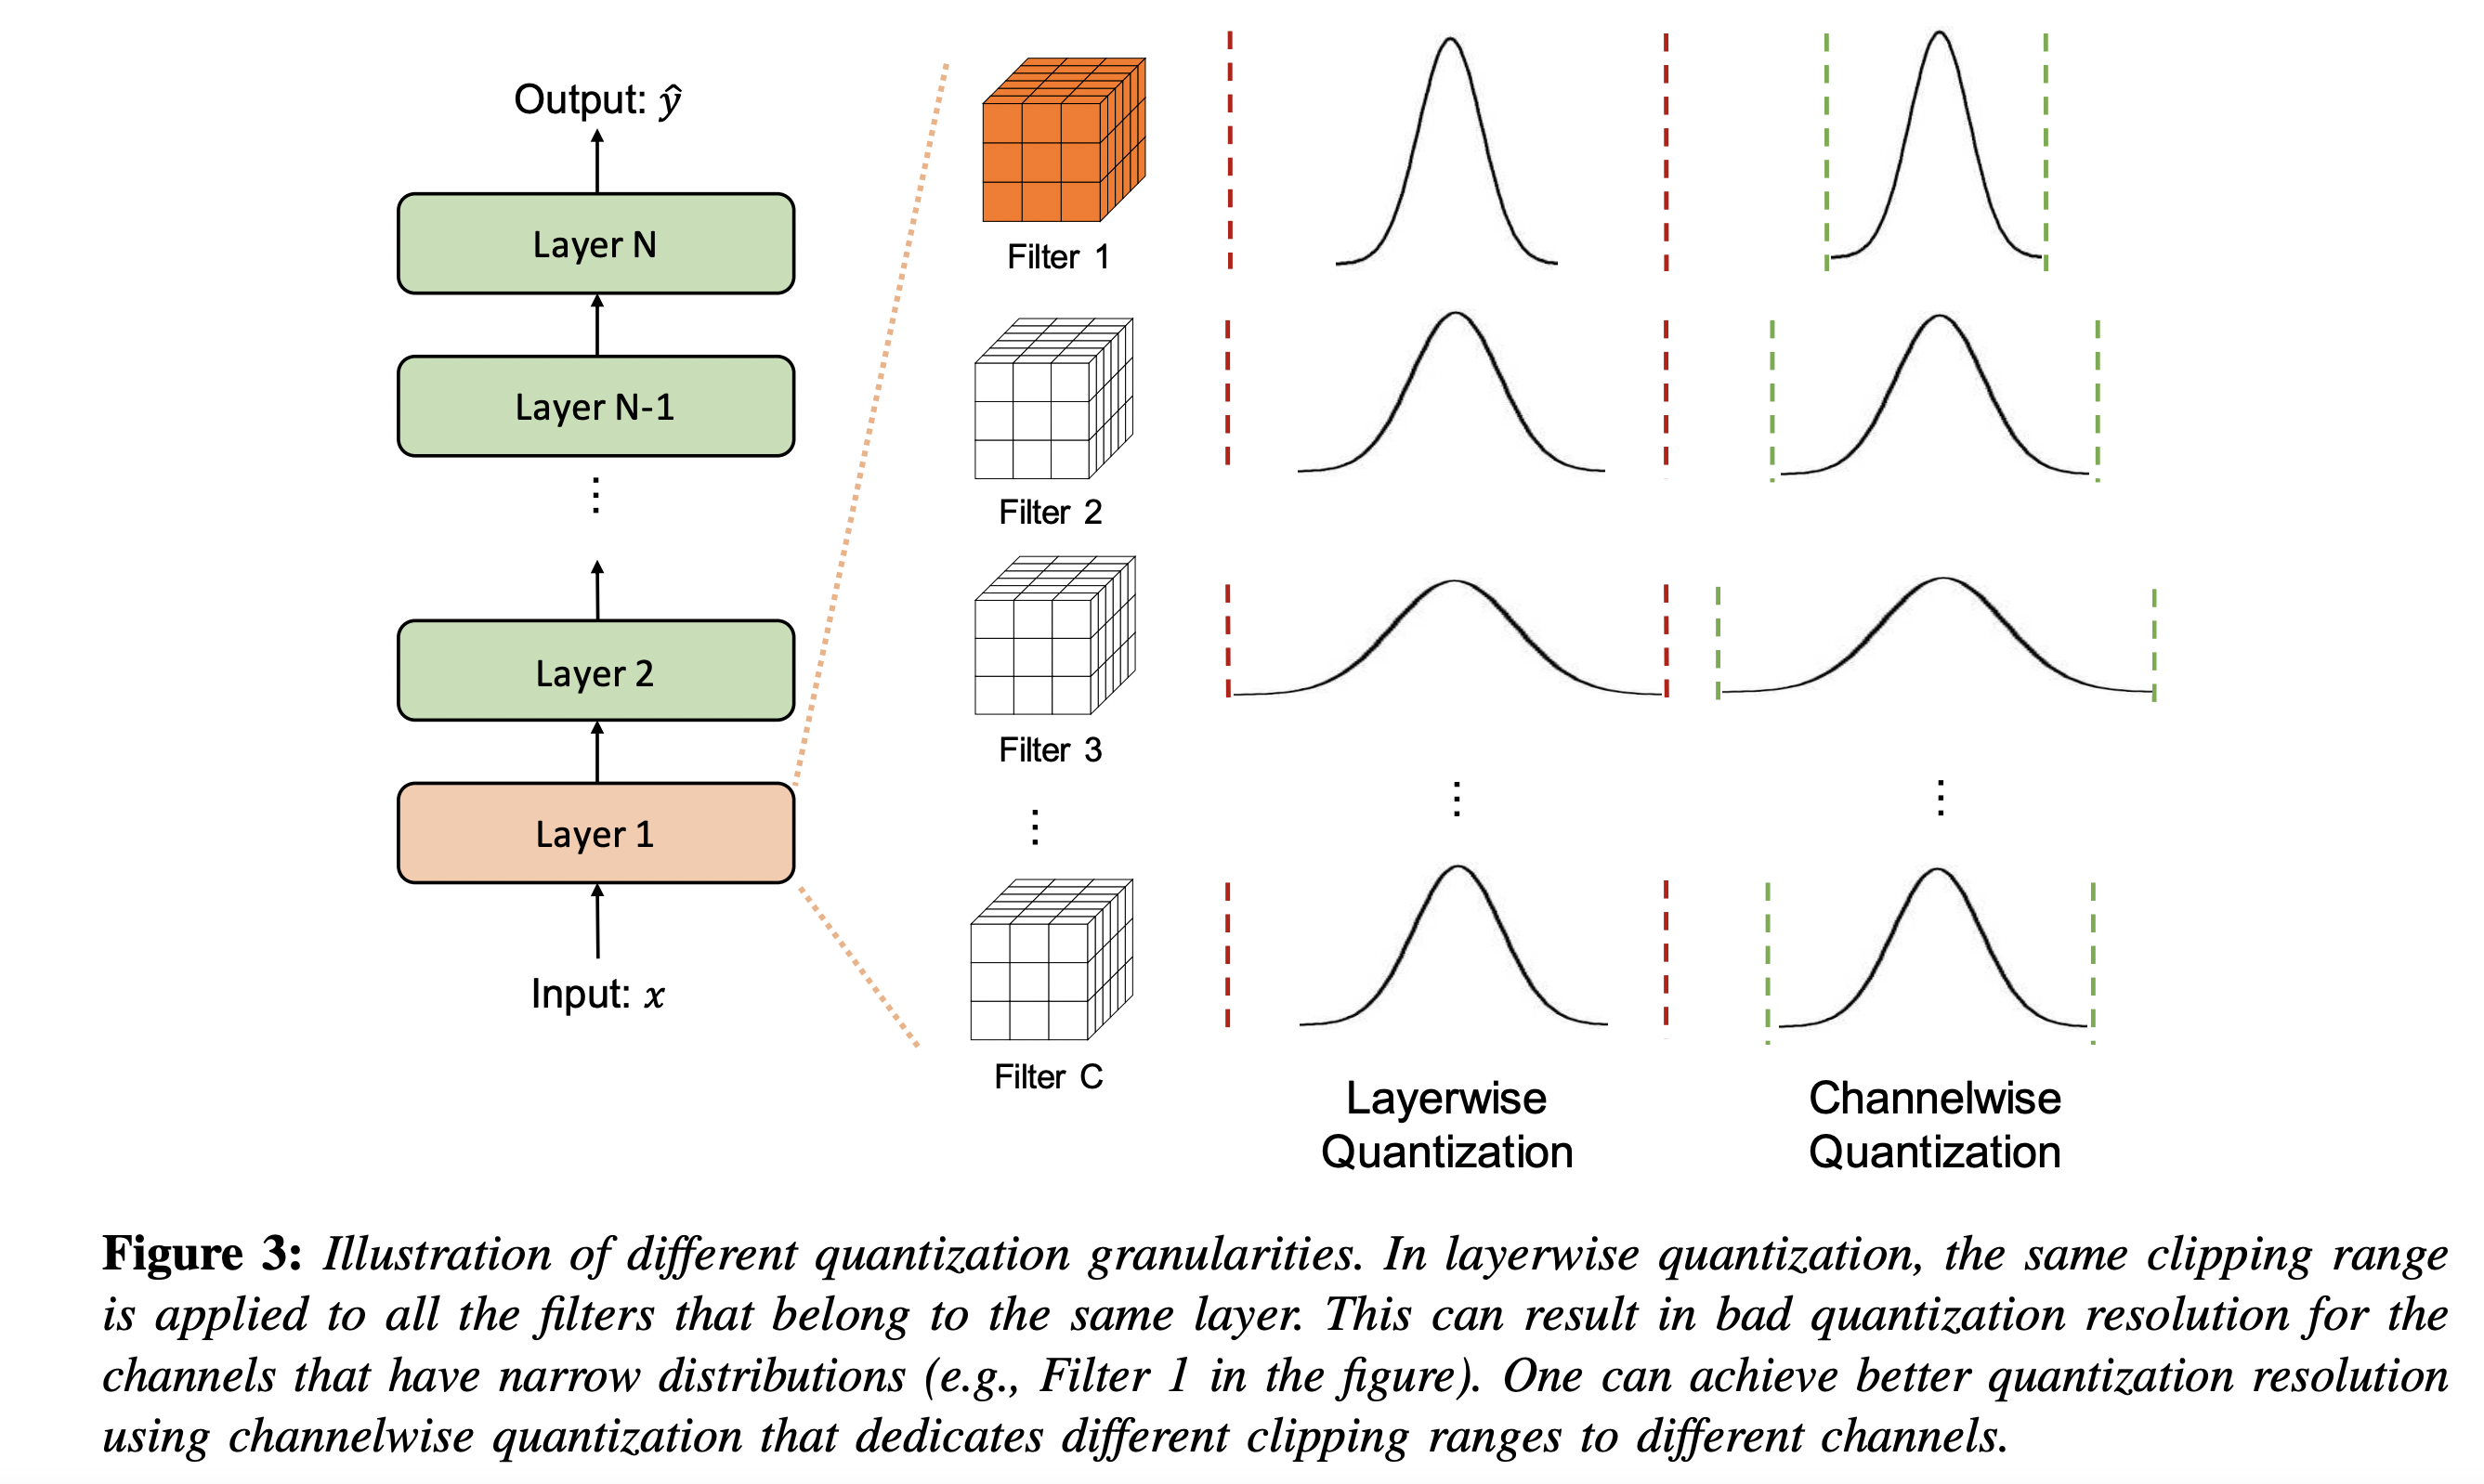 Output: ŷ
Layer N
Layer N-1
⋮
Layer 2
Layer 1
Input: x
Filter 1
Filter 2
Filter 3
⋮
Filter C
⋮
Layerwise
Quantization
⋮
Channelwise
Quantization
Figure 3: Illustration of different quantization granularities. In layerwise quantization, the same clipping range
is applied to all the filters that belong to the same layer. This can result in bad quantization resolution for the
channels that have narrow distributions (e.g., Filter 1 in the figure). One can achieve better quantization resolution
using channelwise quantization that dedicates different clipping ranges to different channels.